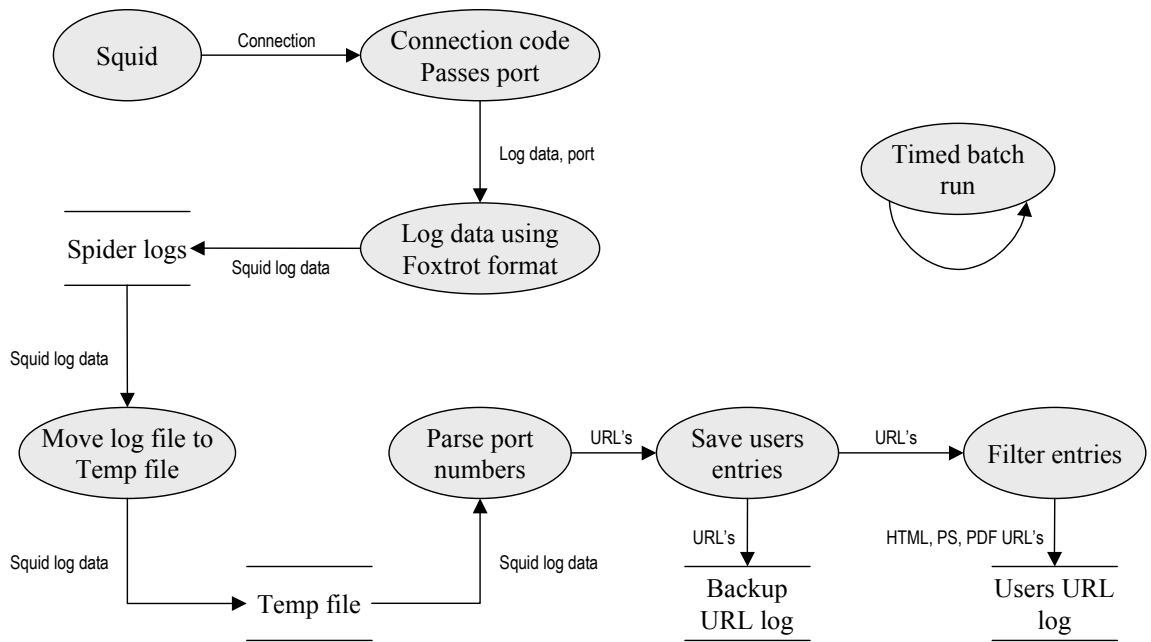 Squid
Connection
Connection code
Passes port
Log data, port
Timed batch
run
Spider logs
Squid log data
Log data using
Foxtrot format
Squid log data
Move log file to
Temp file
Parse port
numbers
URL's
Save users
entries
URL's
Filter entries
Squid log data
Temp file
Squid log data
URL's
Backup
URL log
HTML, PS, PDF URL's
Users URL
log